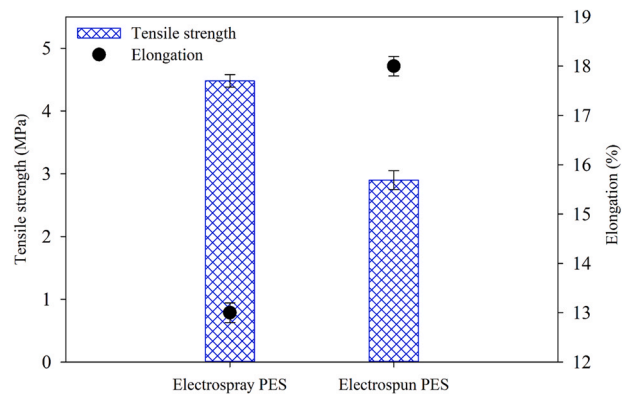 Tensile strength
Elongation
Tensile strength (MPa)
5
4
3
2
1
0
19
18
17
16
15
14
13
12
Elongation (%)
Electrospray PES
Electrospun PES